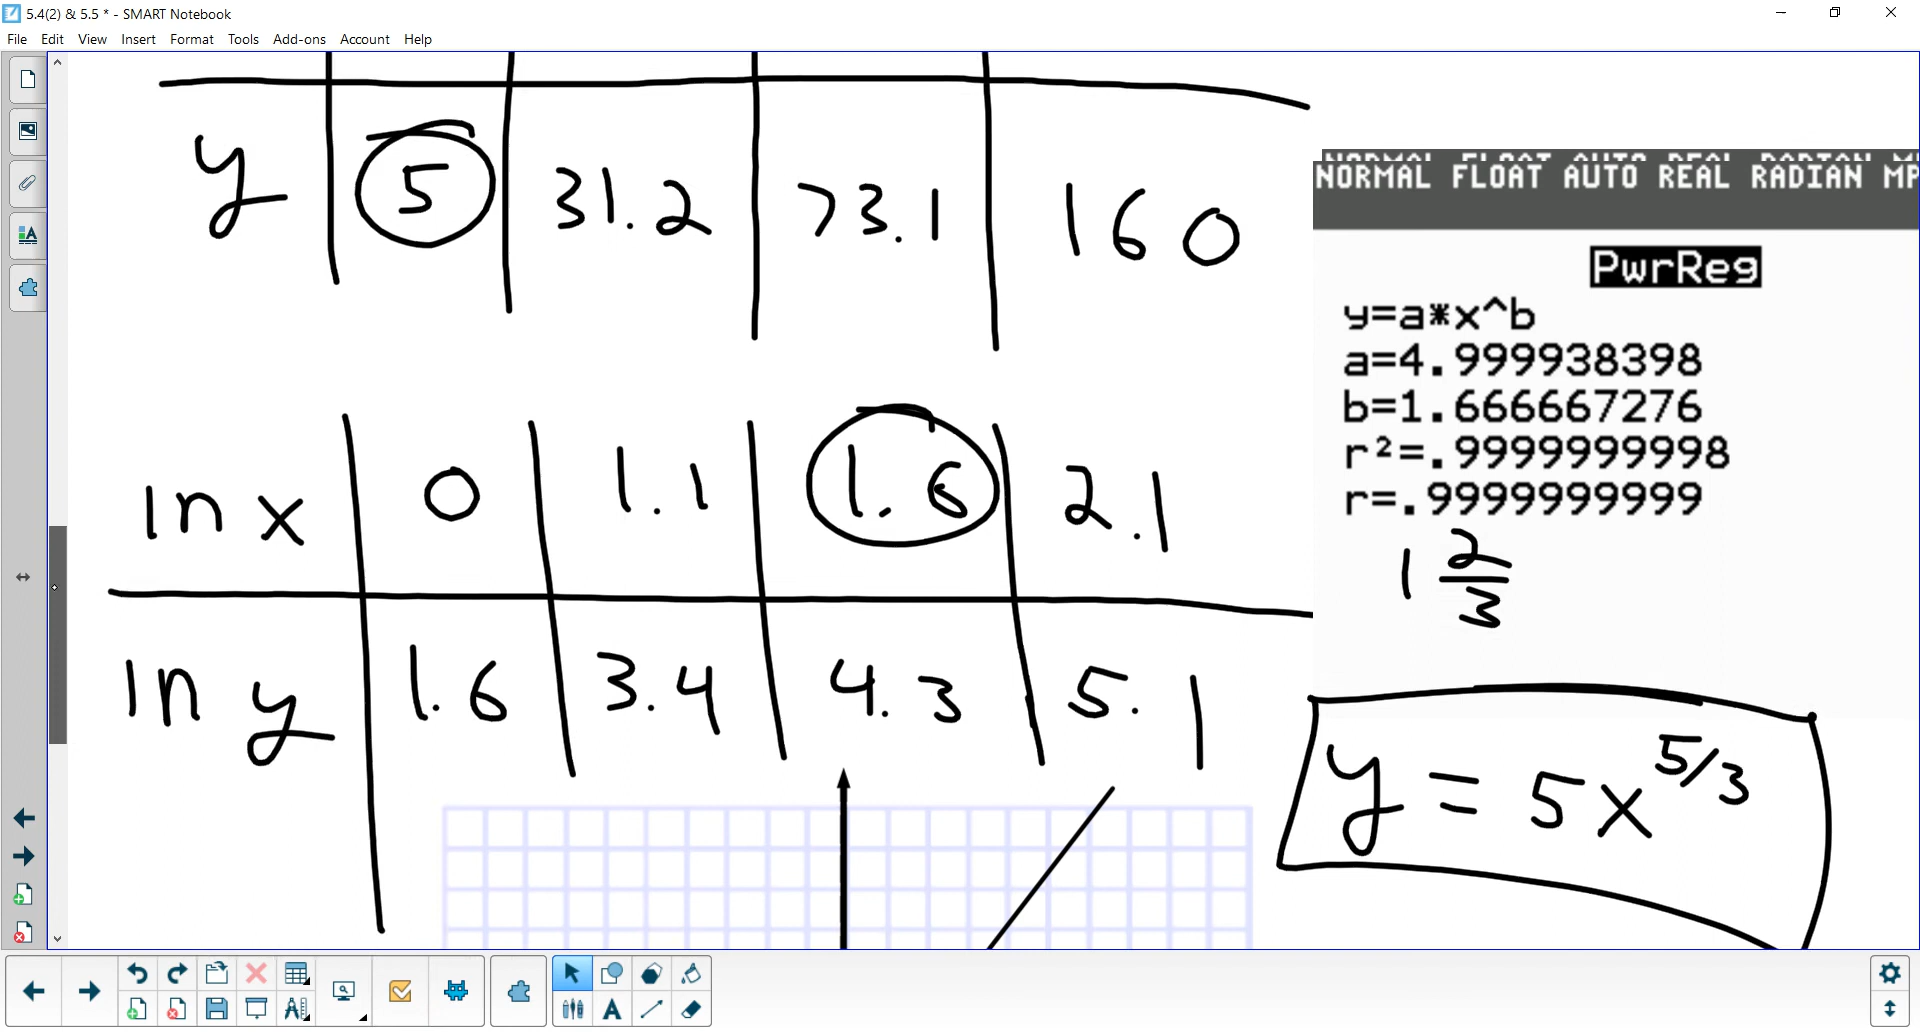 5.4(2) & 5.5 * - SMART Notebook
File Edit View Insert Format Tools Add-ons Account Help
NORMAL FLOAT AUTO REAL RADIAN MP
y 5 31.2 73.1 160
PwrReg
y=a*x^b
a=4.999938398
b=1.666667276
r²=.9999999998
r=.9999999999
1 2/3
ln x 0 1.1 1.6 2.1
ln y 1.6 3.4 4.3 5.1
y = 5x^5/3